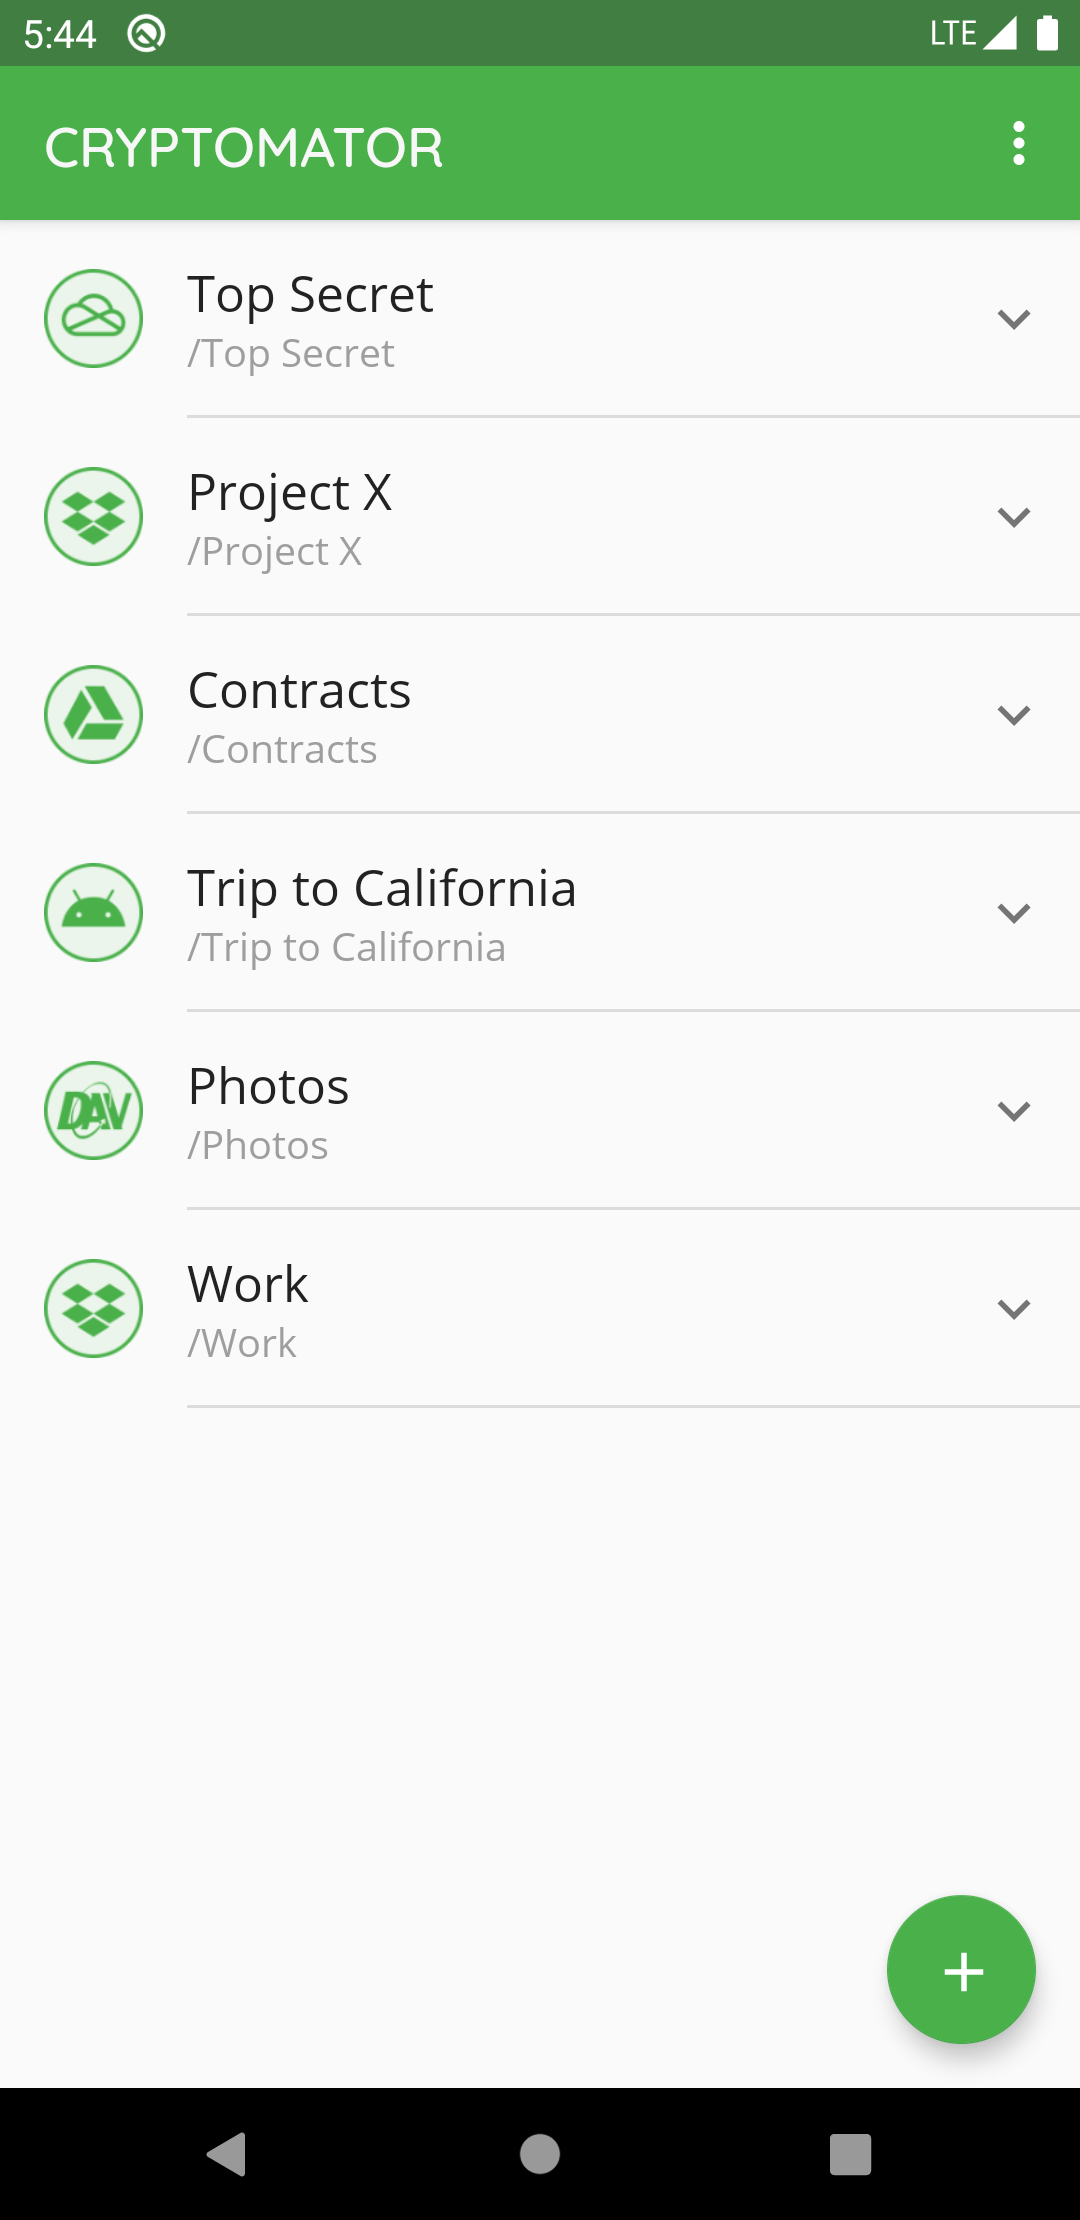 5:44
LTE
CRYPTOMATOR
Top Secret
/Top Secret
Project X
/Project X
Contracts
/Contracts
Trip to California
/Trip to California
DAV
Photos
/Photos
Work
/Work